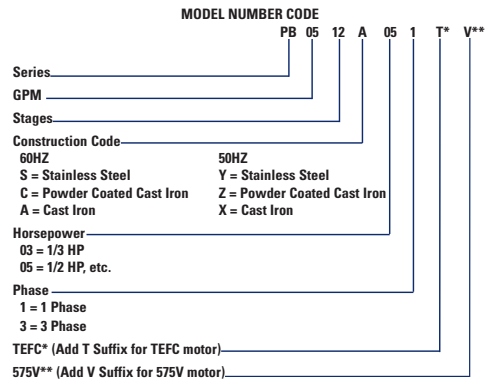 MODEL NUMBER CODE
PB 05 12 A 05 1 T* V**
Series
GPM
Stages
Construction Code
60HZ 50HZ
S = Stainless Steel Y = Stainless Steel
C = Powder Coated Cast Iron Z = Powder Coated Cast Iron
A = Cast Iron X = Cast Iron
Horsepower
03 = 1/3 HP
05 = 1/2 HP, etc.
Phase
1 = 1 Phase
3 = 3 Phase
TEFC* (Add T Suffix for TEFC motor)
575V** (Add V Suffix for 575V motor)